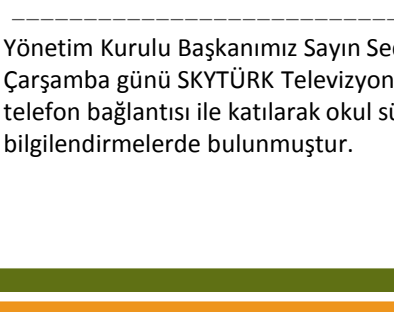 Yönetim Kurulu Başkanımız Sayın
Çarşamba günü SKYTÜRK Televizyon
telefon bağlantısı ile katılarak okul
bilgilendirmelerde bulunmuştur.